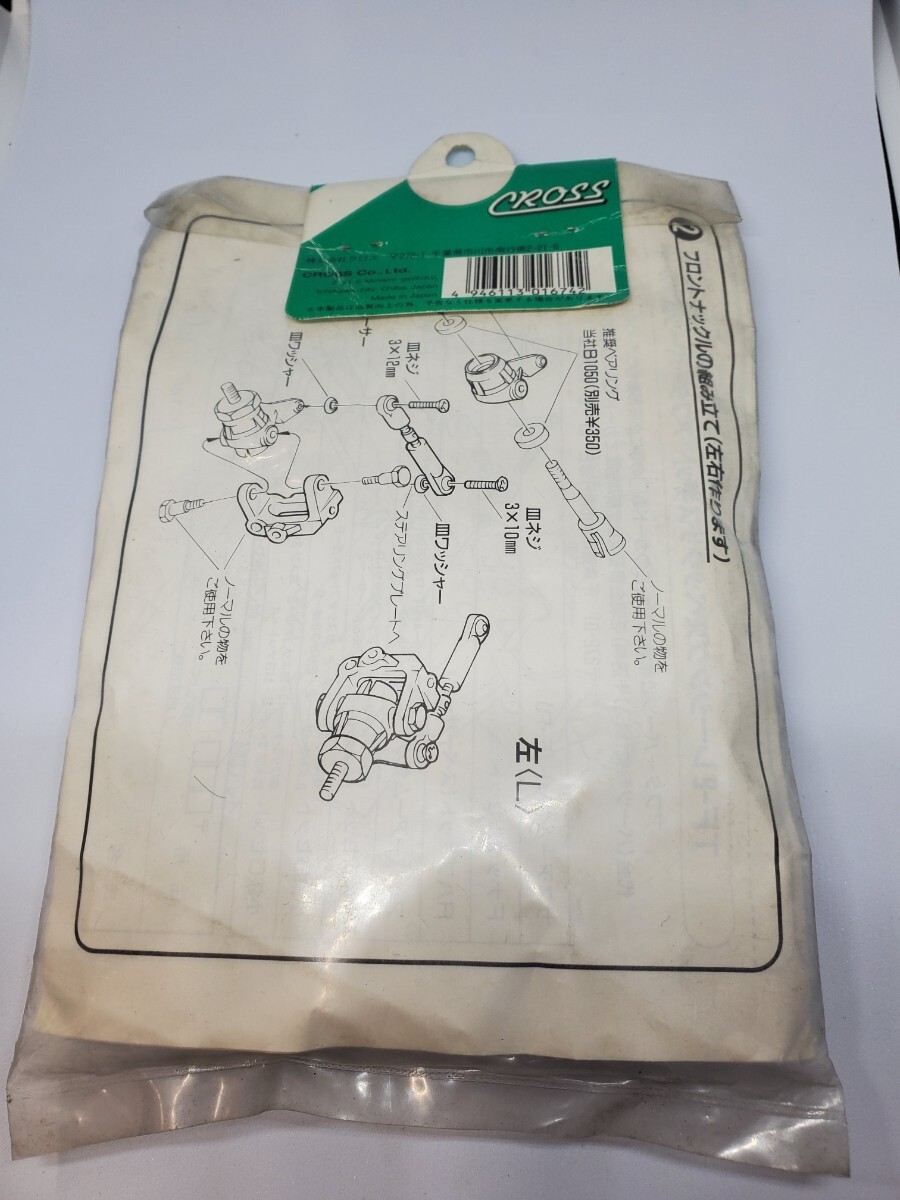 CROSS
CROSS Co., Ltd.
Made in Japan
4 946113 016742
❷ フロントナックルの組み立て(左右作ります)
推奨ベアリング
当社B1050(別売¥350)
皿ネジ
3×12mm
ーサー
皿ワッシャー
皿ネジ
3×10mm
皿ワッシャー
ステアリングプレートへ
ノーマルの物を
ご使用下さい。
ノーマルの物を
ご使用下さい。
左〈L〉